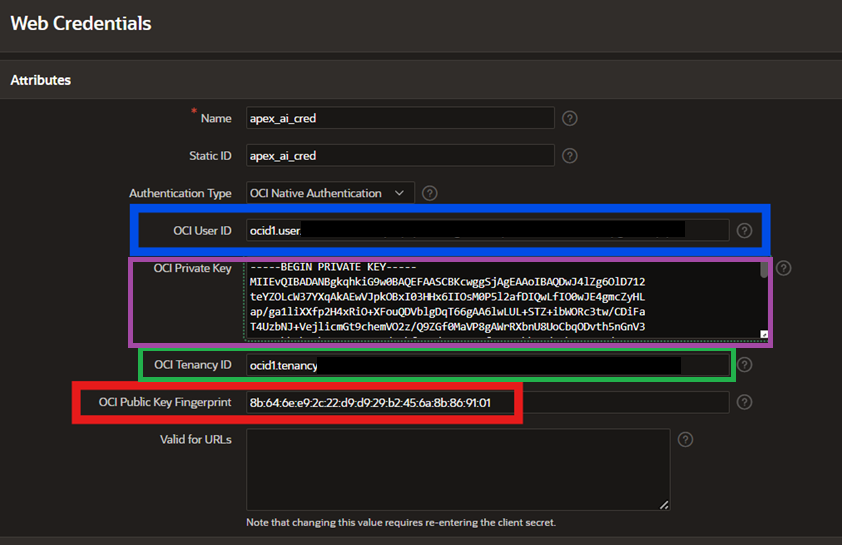 Web Credentials
Attributes
* Name apex_ai_cred
Static ID apex_ai_cred
Authentication Type OCI Native Authentication
OCI User ID ocid1.user.
OCI Private Key -----BEGIN PRIVATE KEY-----
MIIEvQIBADANBgkqhkiG9w0BAQEFAASCBKcwggSjAgEAAoIBAQDwJ4lZg6OlD712
teYZOLcW37YXqAkAEwVJpkOBxI03HHx6IIOsM0P5l2afDIQwLfIO0wJE4gmcZyHL
ap/ga1liXXfp2H4xRiO+XFouQDVblgDqT66gAA6lwLUL+STZ+ibWORc3tw/CDiFa
T4UzbNJ+VejlicmGt9chemVO2z/Q9ZGf0MaVP8gAWrRXbnU8UoCbqODvth5nGnV3
OCI Tenancy ID ocid1.tenancy
OCI Public Key Fingerprint 8b:64:6e:e9:2c:22:d9:d9:29:b2:45:6a:8b:86:91:01
Valid for URLs
Note that changing this value requires re-entering the client secret.